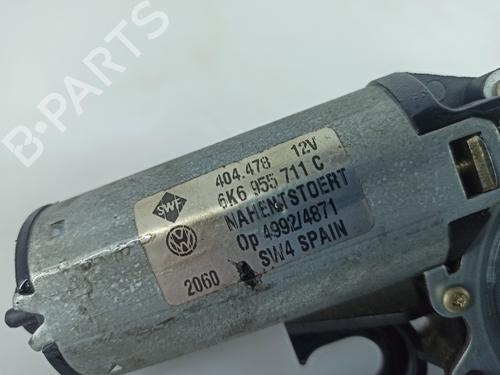 B-PARTS
404.478 12V
SWF
6K6 955 711 C
NAHENTSTOERT
Op 4992/4871
2060 SW4 SPAIN